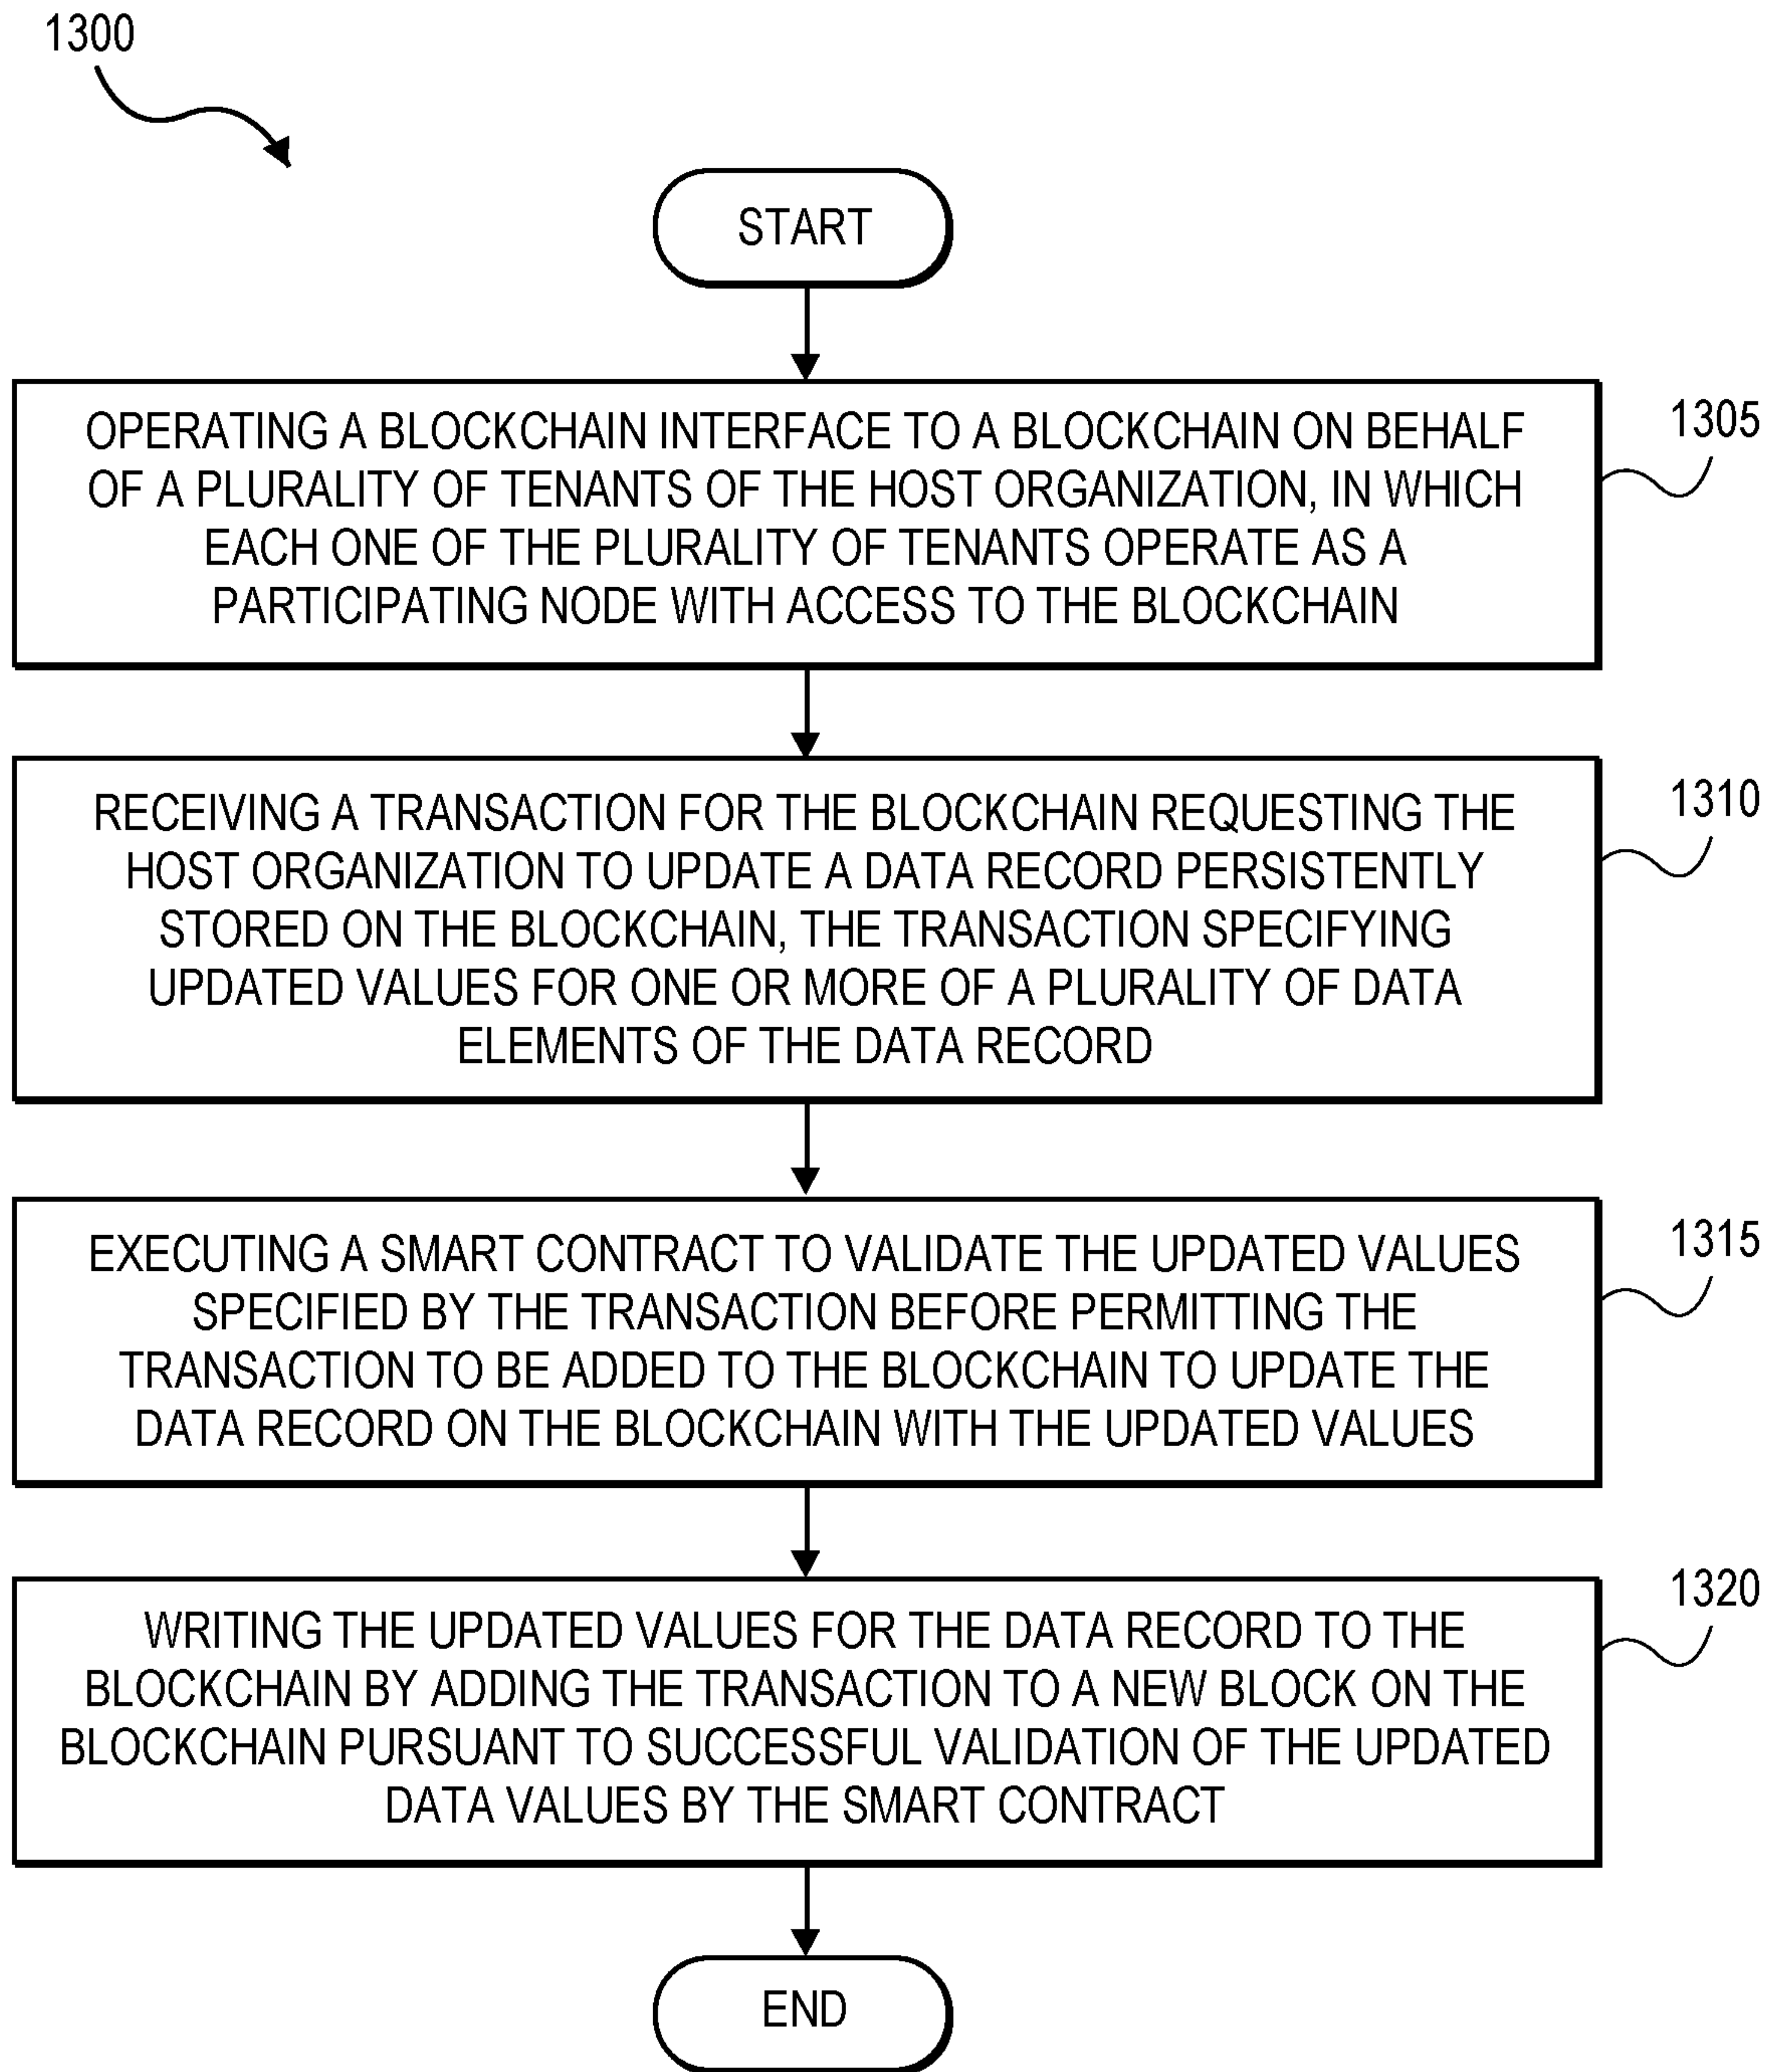 1300
START
OPERATING A BLOCKCHAIN INTERFACE TO A BLOCKCHAIN ON BEHALF
OF A PLURALITY OF TENANTS OF THE HOST ORGANIZATION, IN WHICH
EACH ONE OF THE PLURALITY OF TENANTS OPERATE AS A
PARTICIPATING NODE WITH ACCESS TO THE BLOCKCHAIN
1305
RECEIVING A TRANSACTION FOR THE BLOCKCHAIN REQUESTING THE
HOST ORGANIZATION TO UPDATE A DATA RECORD PERSISTENTLY
STORED ON THE BLOCKCHAIN, THE TRANSACTION SPECIFYING
UPDATED VALUES FOR ONE OR MORE OF A PLURALITY OF DATA
ELEMENTS OF THE DATA RECORD
1310
EXECUTING A SMART CONTRACT TO VALIDATE THE UPDATED VALUES
SPECIFIED BY THE TRANSACTION BEFORE PERMITTING THE
TRANSACTION TO BE ADDED TO THE BLOCKCHAIN TO UPDATE THE
DATA RECORD ON THE BLOCKCHAIN WITH THE UPDATED VALUES
1315
WRITING THE UPDATED VALUES FOR THE DATA RECORD TO THE
BLOCKCHAIN BY ADDING THE TRANSACTION TO A NEW BLOCK ON THE
BLOCKCHAIN PURSUANT TO SUCCESSFUL VALIDATION OF THE UPDATED
DATA VALUES BY THE SMART CONTRACT
1320
END